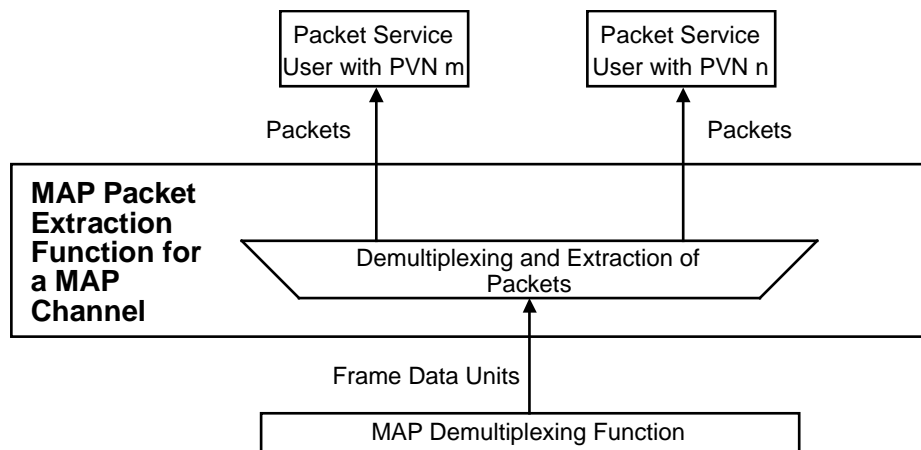 Packet Service
User with PVN m
Packet Service
User with PVN n
Packets
Packets
MAP Packet
Extraction
Function for
a MAP
Channel
Demultiplexing and Extraction of
Packets
Frame Data Units
MAP Demultiplexing Function